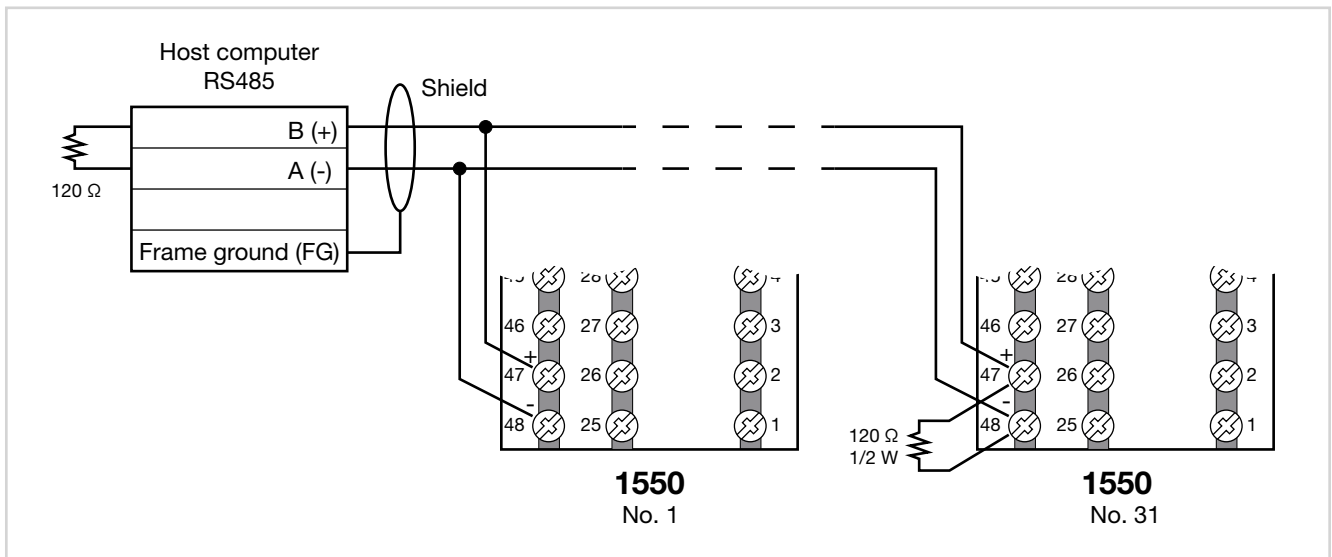 Host computer
RS485
Shield
B (+)
A (-)
120 Ω
Frame ground (FG)
28
4
46
27
3
+
47
26
2
-
48
25
1
1550
No. 1
28
4
46
27
3
+
47
26
2
-
48
25
1
120 Ω
1/2 W
1550
No. 31